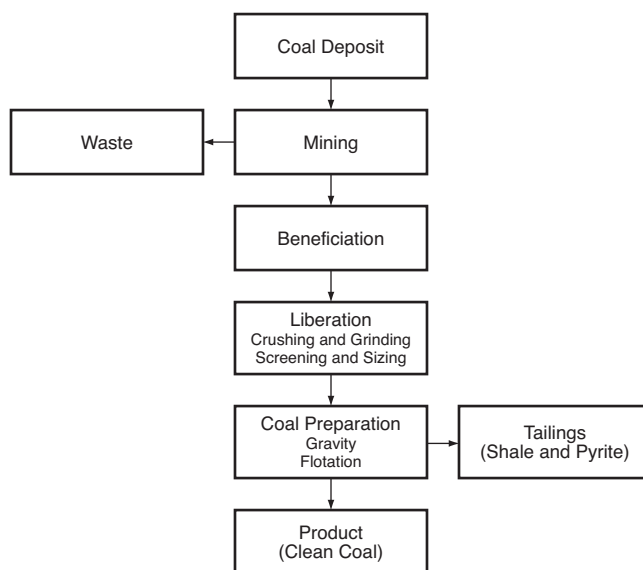 Coal Deposit
Waste
Mining
Beneficiation
Liberation
Crushing and Grinding
Screening and Sizing
Coal Preparation
Gravity
Flotation
Tailings
(Shale and Pyrite)
Product
(Clean Coal)